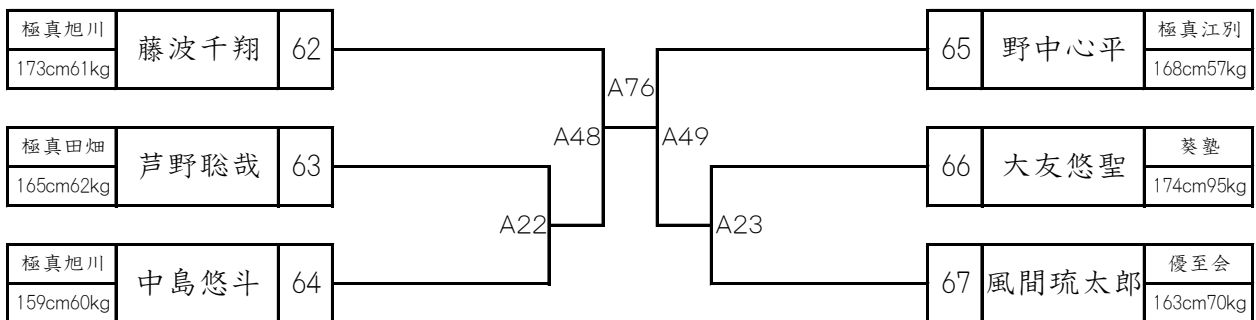 極真旭川
173cm61kg
藤波千翔
62
極真田畑
165cm62kg
芦野聡哉
63
極真旭川
159cm60kg
中島悠斗
64
A22
A48
A76
A49
A23
65
野中心平
極真江別
168cm57kg
66
大友悠聖
葵塾
174cm95kg
67
風間琉太郎
優至会
163cm70kg